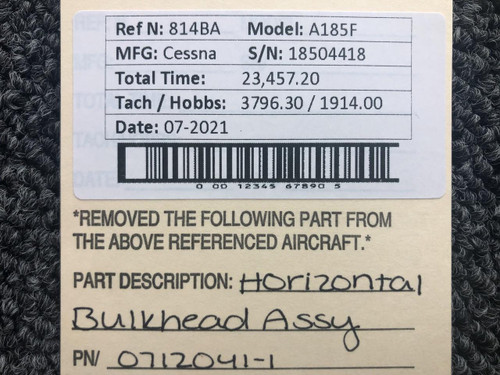 Ref N: 814BA Model: A185F
MFG: Cessna S/N: 18504418
Total Time: 23,457.20
Tach / Hobbs: 3796.30 / 1914.00
Date: 07-2021
0 00 12345 67890 5
*REMOVED THE FOLLOWING PART FROM
THE ABOVE REFERENCED AIRCRAFT.*
PART DESCRIPTION: Horizontal
Bulkhead Assy
PN/ 0712041-1